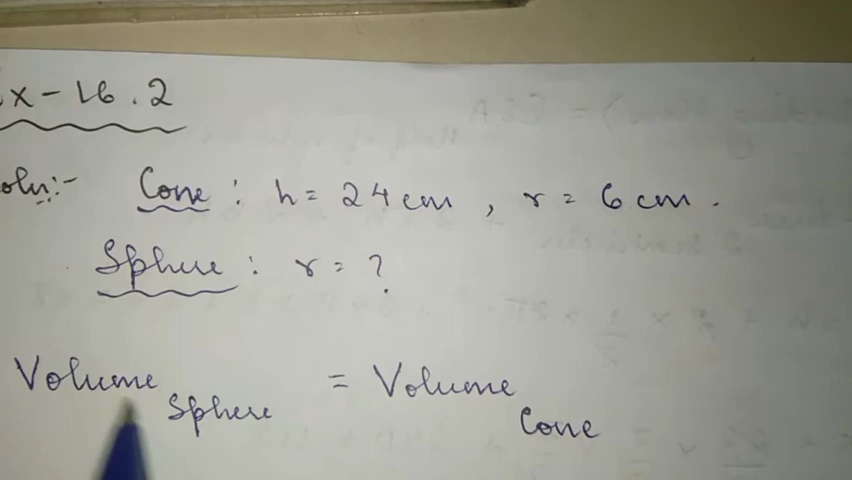 x-16.2
Soln:-
Cone : h = 24 cm , r = 6 cm .
Sphere : r = ?
Volume Sphere = Volume Cone